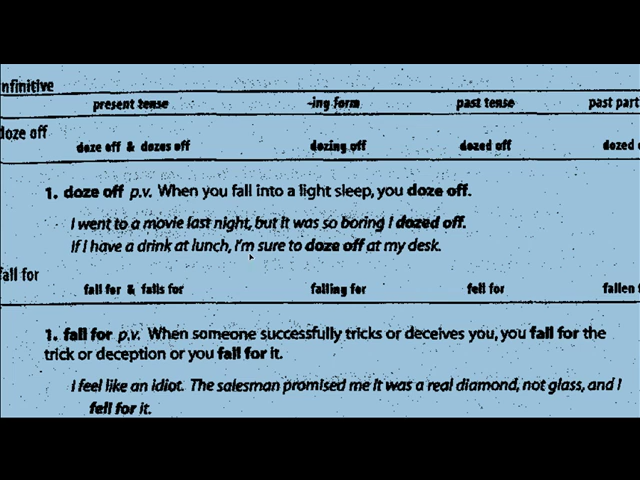 nfinitive
present tense -ing form past tense past part
doze off
doze off & dozes off dozing off dozed off dozed
1. doze off p.v. When you fall into a light sleep, you doze off.
I went to a movie last night, but it was so boring I dozed off.
If I have a drink at lunch, I'm sure to doze off at my desk.
fall for
fall for & falls for falling for fell for fallen f
1. fall for p.v. When someone successfully tricks or deceives you, you fall for the
trick or deception or you fall for it.
I feel like an idiot. The salesman promised me it was a real diamond, not glass, and I
fell for it.